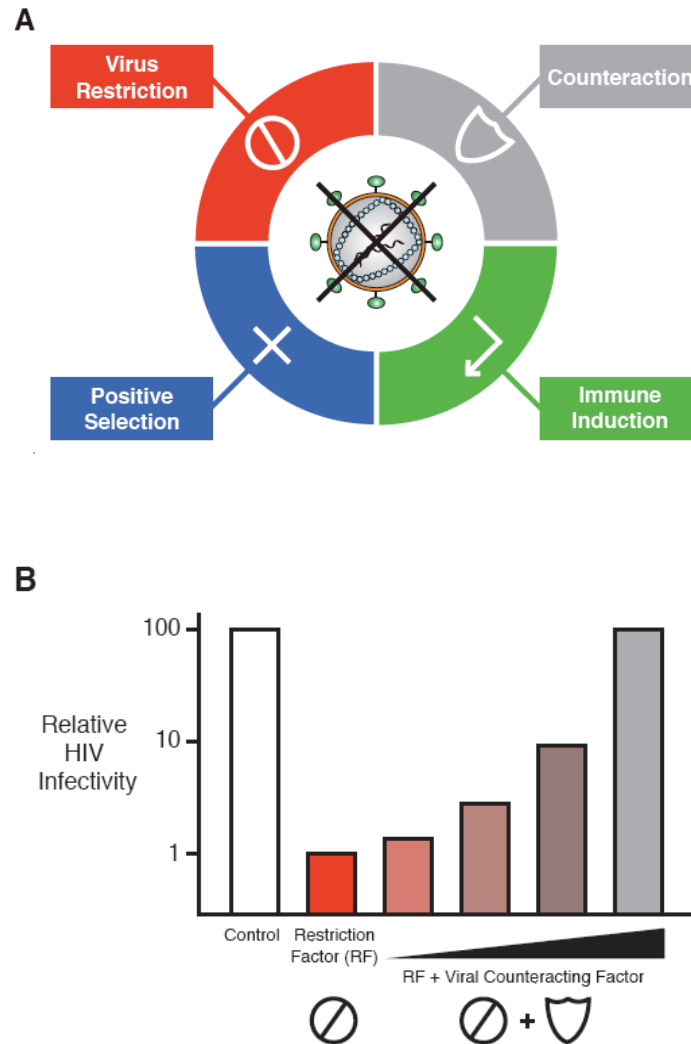 A
Virus
Restriction
Counteraction
Positive
Selection
Immune
Induction
B
100
10
1
Relative
HIV
Infectivity
Control
Restriction
Factor (RF)
RF + Viral Counteracting Factor
+